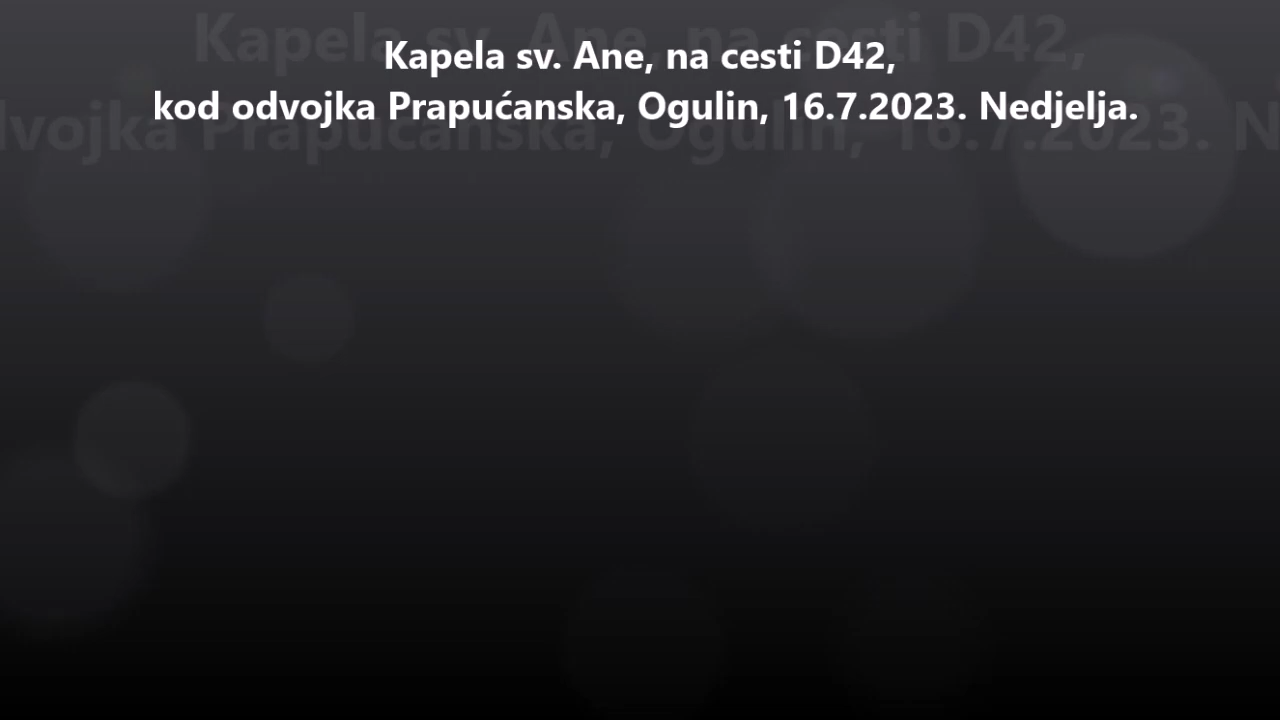 Kapela sv. Ane, na cesti D42,
kod odvojka Prapućanska, Ogulin, 16.7.2023. Nedjelja.